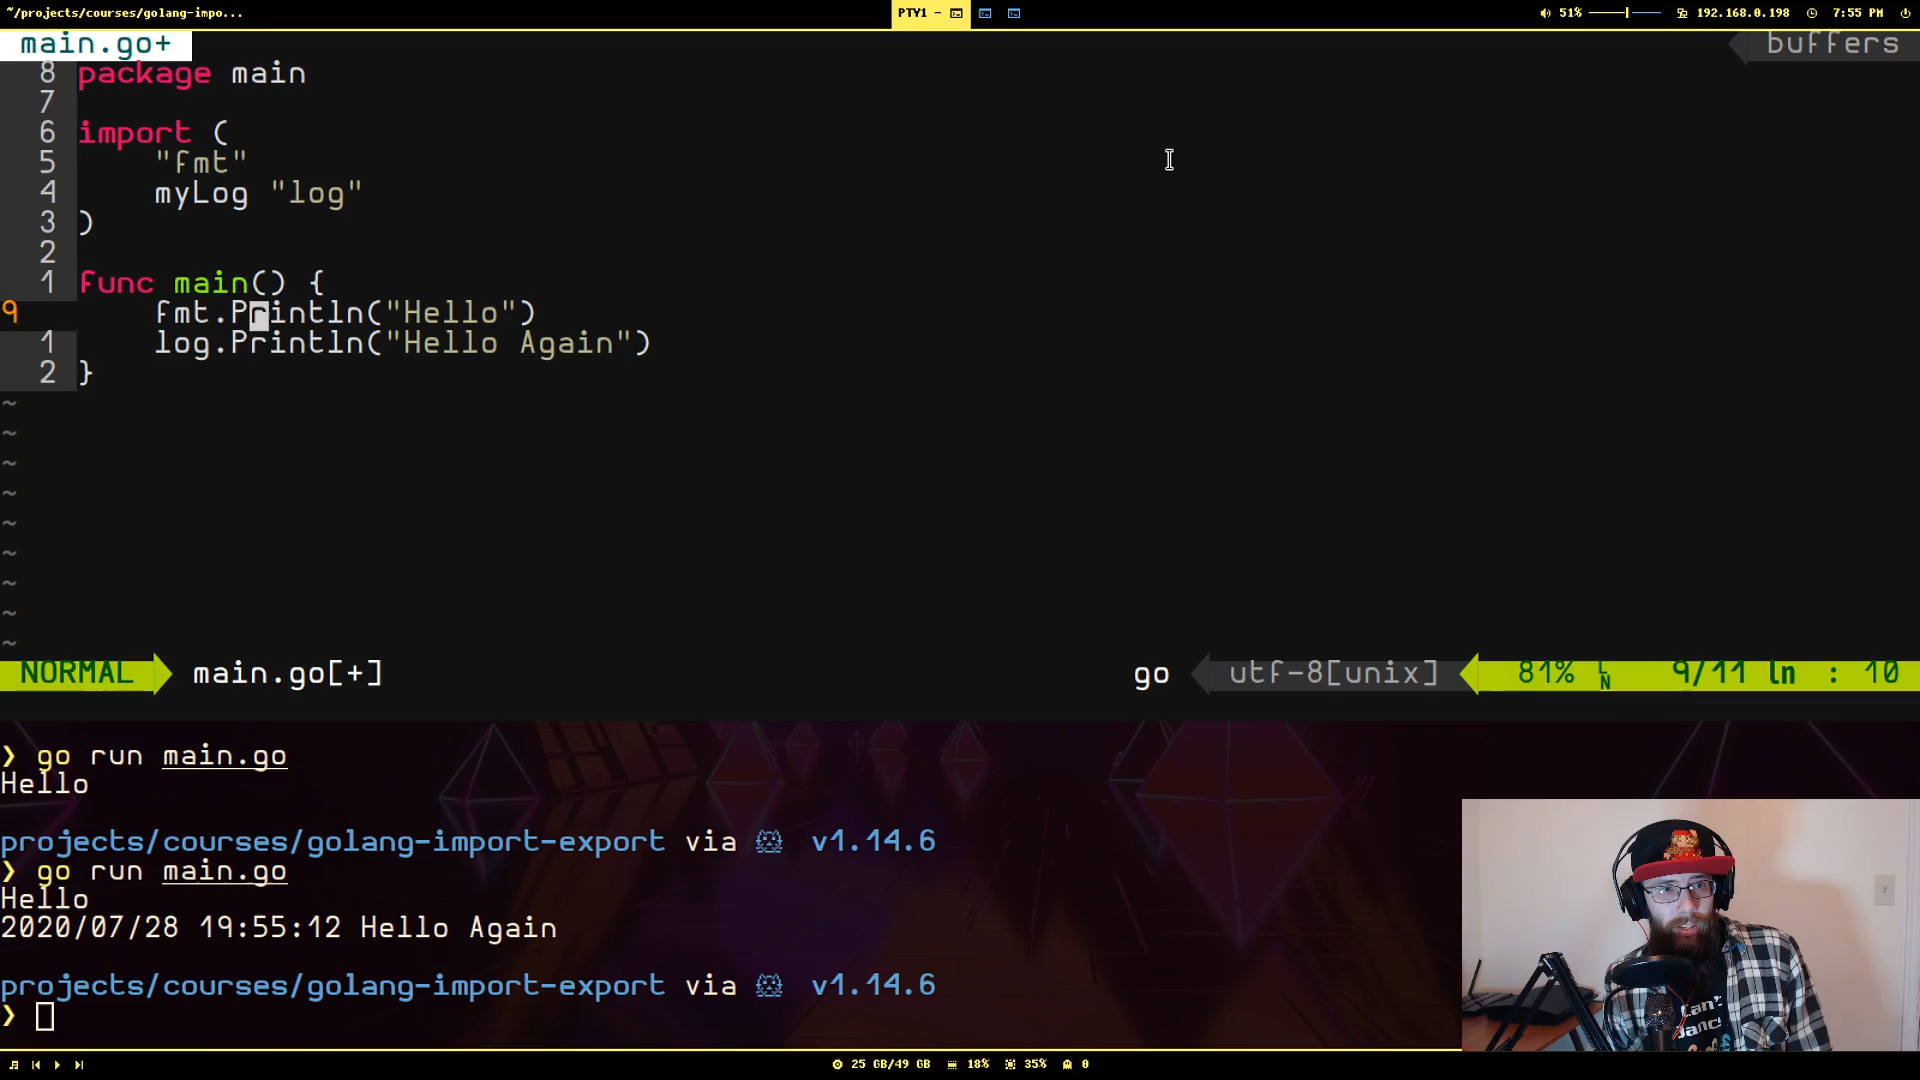 ~/projects/courses/golang-impo...
PTY1 -
51%
192.168.0.198
7:55 PM
main.go+
buffers
8 package main
7
6 import (
5 "fmt"
4 myLog "log"
3 )
2
1 func main() {
9 fmt.Println("Hello")
1 log.Println("Hello Again")
2 }
~
~
~
~
~
~
~
~
~
NORMAL main.go[+] go utf-8[unix] 81% LN 9/11 ln : 10
❯ go run main.go
Hello
projects/courses/golang-import-export via v1.14.6
❯ go run main.go
Hello
2020/07/28 19:55:12 Hello Again
projects/courses/golang-import-export via v1.14.6
❯
Can't
25 GB/49 GB 18% 35% 0